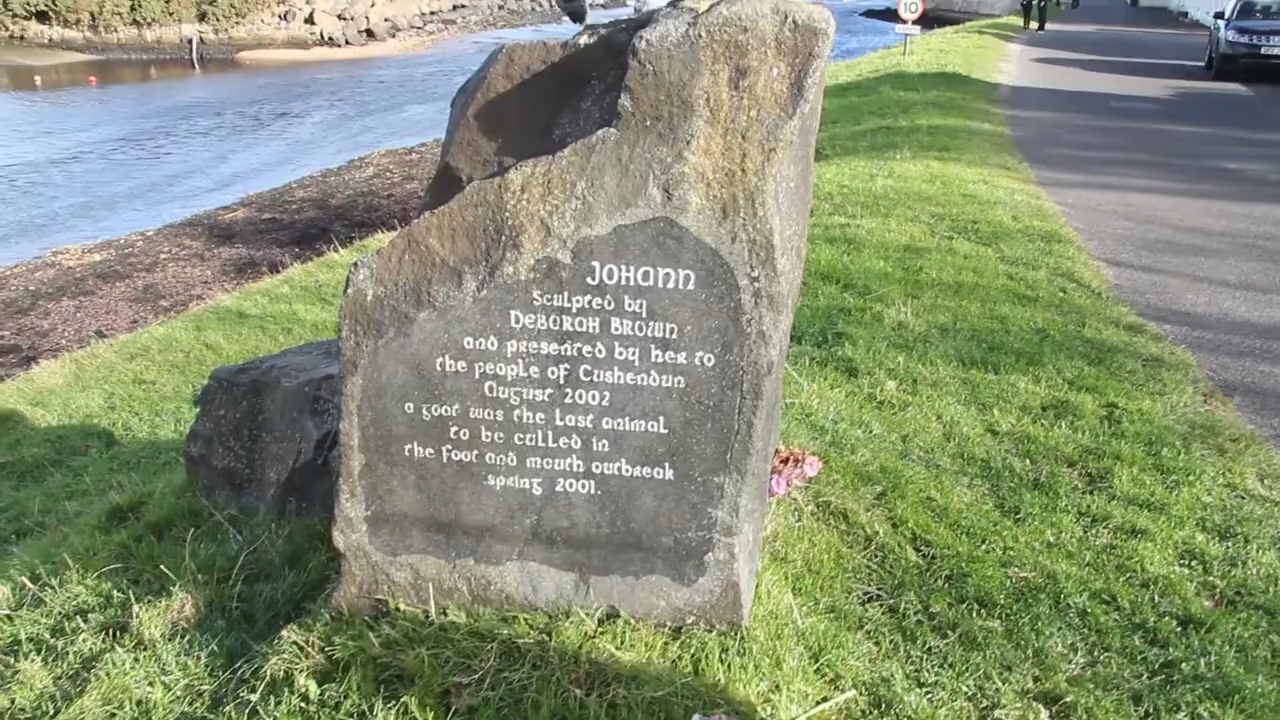 10
JOHANN
Sculpted by
DEBORAH BROWN
and presented by her to
the people of Cushendun
August 2002
a goat was the last animal
to be culled in
the foot and mouth outbreak
spring 2001.